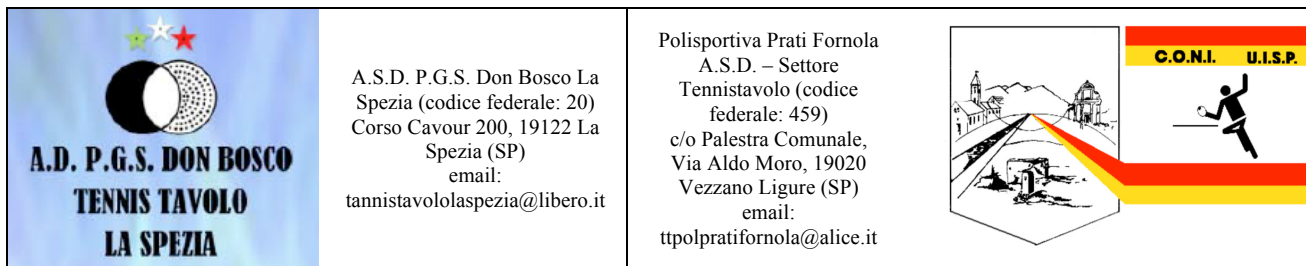 A.D. P.G.S. DON BOSCO
TENNIS TAVOLO
LA SPEZIA
A.S.D. P.G.S. Don Bosco La
Spezia (codice federale: 20)
Corso Cavour 200, 19122 La
Spezia (SP)
email:
tannistavololaspezia@libero.it
Polisportiva Prati Fornola
A.S.D. – Settore
Tennistavolo (codice
federale: 459)
c/o Palestra Comunale,
Via Aldo Moro, 19020
Vezzano Ligure (SP)
email:
ttpolpratifornola@alice.it
C.O.N.I. U.I.S.P.